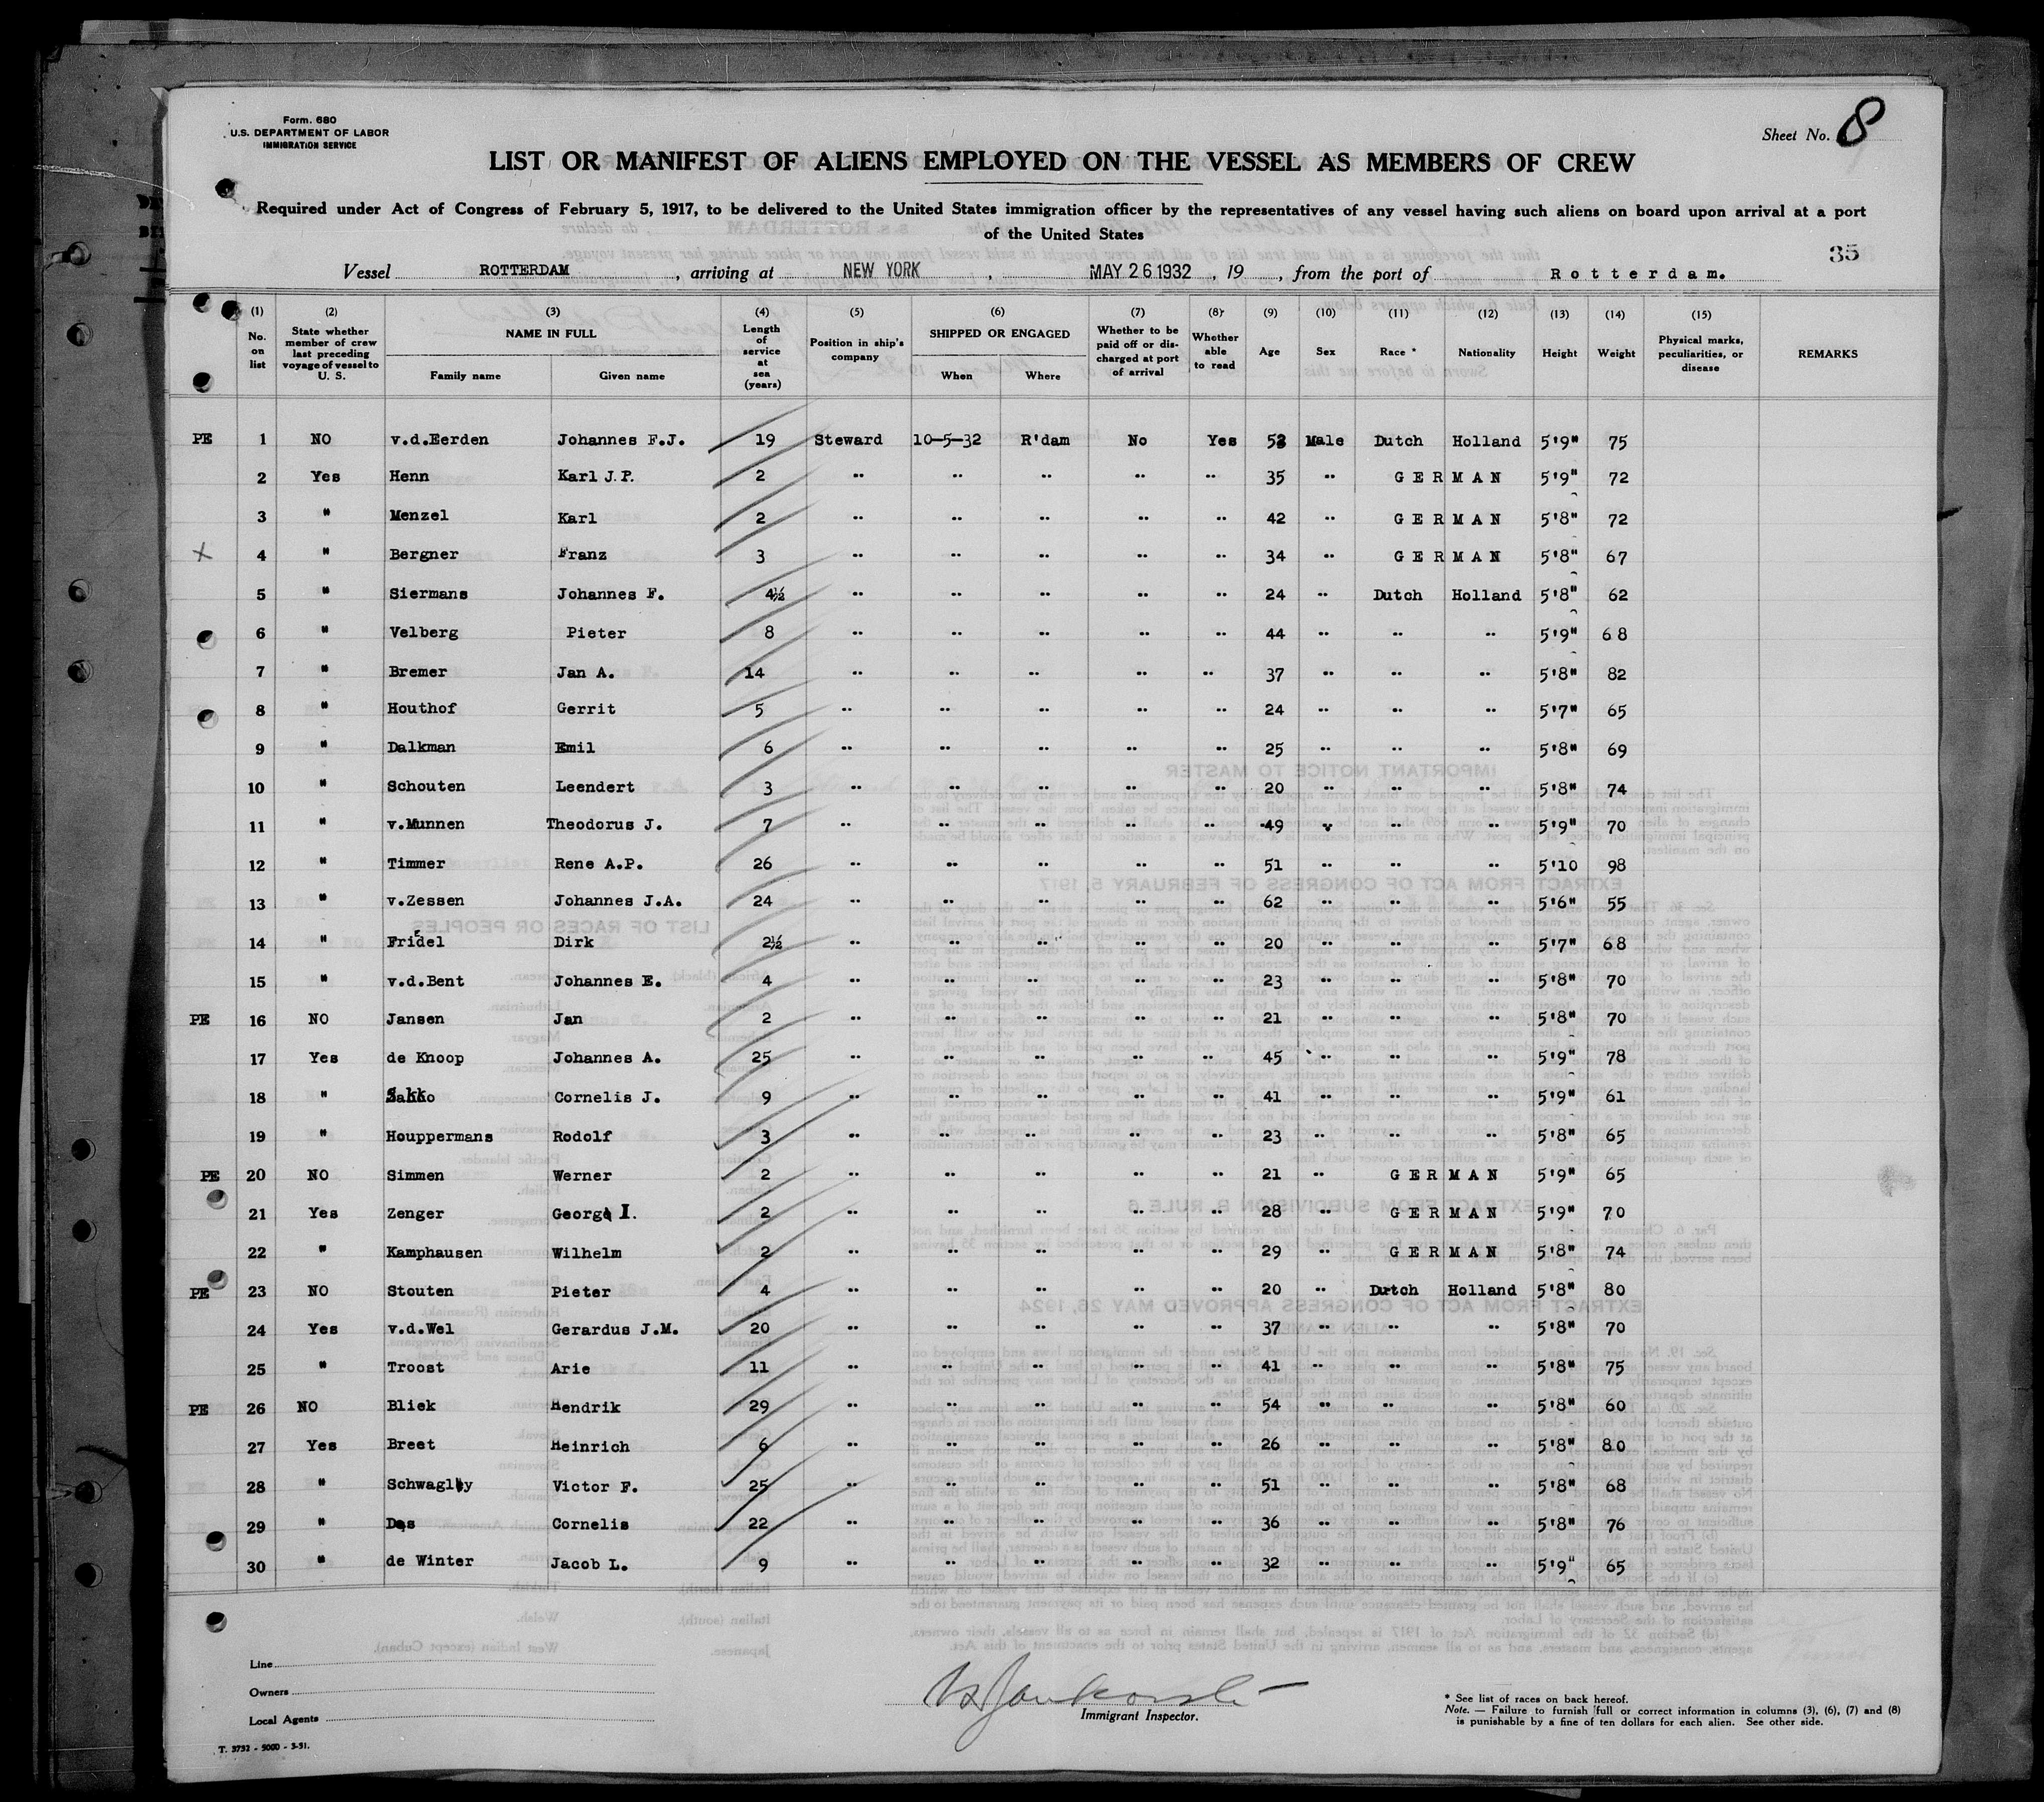 Form. 680
U.S. DEPARTMENT OF LABOR
IMMIGRATION SERVICE
Sheet No. 8
LIST OR MANIFEST OF ALIENS EMPLOYED ON THE VESSEL AS MEMBERS OF CREW
Required under Act of Congress of February 5, 1917, to be delivered to the United States immigration officer by the representatives of any vessel having such aliens on board upon arrival at a port
of the United States
35
Vessel ROTTERDAM, arriving at NEW YORK, MAY 26 1932, 19, from the port of Rotterdam.
(1) No. on list (2) State whether member of crew last preceding voyage of vessel to U. S. (3) NAME IN FULL Family name Given name (4) Length of service at sea (years) (5) Position in ship's company (6) SHIPPED OR ENGAGED When Where (7) Whether to be paid off or discharged at port of arrival (8) Whether able to read (9) Age (10) Sex (11) Race * (12) Nationality (13) Height (14) Weight (15) Physical marks, peculiarities, or disease REMARKS
PE 1 NO v.d.Eerden Johannes F.J. 19 Steward 10-5-32 R'dam No Yes 52 Male Dutch Holland 5'9" 75
2 Yes Henn Karl J.P. 2 " " " " " 35 " GERMAN 5'9" 72
3 " Menzel Karl 2 " " " " " 42 " GERMAN 5'8" 72
X 4 " Bergner Franz 3 " " " " " 34 " GERMAN 5'8" 67
5 " Siermans Johannes F. 4½ " " " " " 24 " Dutch Holland 5'8" 62
6 " Velberg Pieter 8 " " " " " 44 " " " 5'9" 68
7 " Bremer Jan A. 14 " " " " " 37 " " " 5'8" 82
8 " Houthof Gerrit 5 " " " " " 24 " " " 5'7" 65
9 " Dalkman Emil 6 " " " " " 25 " " " 5'8" 69
10 " Schouten Leendert 3 " " " " " 20 " " " 5'8" 74
11 " v.Munnen Theodorus J. 7 " " " " " 49 " " " 5'9" 70
12 " Timmer Rene A.P. 26 " " " " " 51 " " " 5'10 98
13 " v.Zessen Johannes J.A. 24 " " " " " 62 " " " 5'6" 55
14 " Fridel Dirk 2½ " " " " " 20 " " " 5'7" 68
15 " v.d.Bent Johannes E. 4 " " " " " 23 " " " 5'8" 70
PE 16 NO Jansen Jan 2 " " " " " 21 " " " 5'8" 70
17 Yes de Knoop Johannes A. 25 " " " " " 45 " " " 5'9" 78
18 " Cornelis J. 9 " " " " " 41 " " " 5'9" 61
19 " Houppermans Rodolf 3 " " " " " 23 " " " 5'8" 65
PE 20 NO Simmen Werner 2 " " " " " 21 " GERMAN 5'9" 65
21 Yes Zenger Georg I. 2 " " " " " 28 " GERMAN 5'9" 70
22 " Kamphausen Wilhelm 2 " " " " " 29 " GERMAN 5'8" 74
PE 23 NO Stouten Pieter 4 " " " " " 20 " Dutch Holland 5'8" 80
24 Yes v.d.Wel Gerardus J.M. 20 " " " " " 37 " " " 5'8" 70
25 " Troost Arie 11 " " " " " 41 " " " 5'8" 75
PE 26 NO Bliek Hendrik 29 " " " " " 54 " " " 5'8" 60
27 Yes Breet Heinrich 6 " " " " " 26 " " " 5'8" 80
28 " Victor F. 25 " " " " " 51 " " " 5'8" 68
29 " Cornelis 22 " " " " " 36 " " " 5'8" 76
30 " de Winter Jacob L. 9 " " " " " 32 " " " 5'9" 65
Line
Owners
Local Agents
T. 3732 - 5000 - 3-31.
Immigrant Inspector.
* See list of races on back hereof.
Note. — Failure to furnish full or correct information in columns (3), (6), (7) and (8)
is punishable by a fine of ten dollars for each alien. See other side.